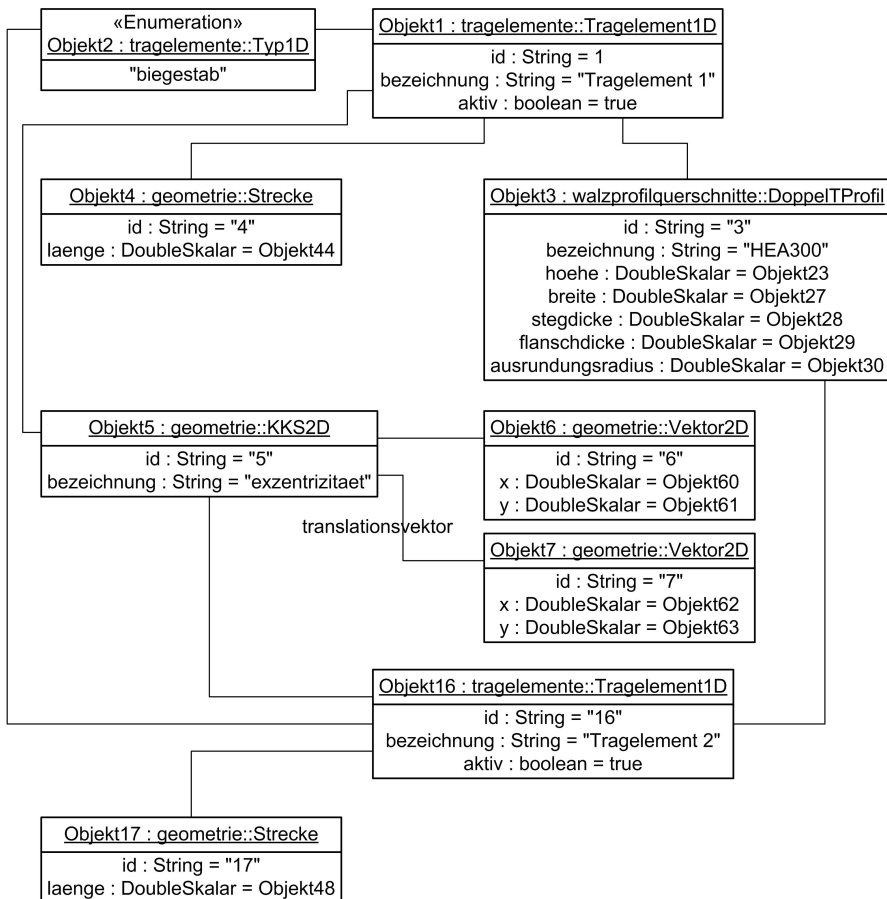 «Enumeration»
Objekt2 : tragelemente::Typ1D
"biegestab"
Objekt1 : tragelemente::Tragelement1D
id : String = 1
bezeichnung : String = "Tragelement 1"
aktiv : boolean = true
Objekt4 : geometrie::Strecke
id : String = "4"
laenge : DoubleSkalar = Objekt44
Objekt3 : walzprofilquerschnitte::DoppelTProfil
id : String = "3"
bezeichnung : String = "HEA300"
hoehe : DoubleSkalar = Objekt23
breite : DoubleSkalar = Objekt27
stegdicke : DoubleSkalar = Objekt28
flanschdicke : DoubleSkalar = Objekt29
ausrundungsradius : DoubleSkalar = Objekt30
Objekt5 : geometrie::KKS2D
id : String = "5"
bezeichnung : String = "exzentrizitaet"
Objekt6 : geometrie::Vektor2D
id : String = "6"
x : DoubleSkalar = Objekt60
y : DoubleSkalar = Objekt61
translationsvektor
Objekt7 : geometrie::Vektor2D
id : String = "7"
x : DoubleSkalar = Objekt62
y : DoubleSkalar = Objekt63
Objekt16 : tragelemente::Tragelement1D
id : String = "16"
bezeichnung : String = "Tragelement 2"
aktiv : boolean = true
Objekt17 : geometrie::Strecke
id : String = "17"
laenge : DoubleSkalar = Objekt48